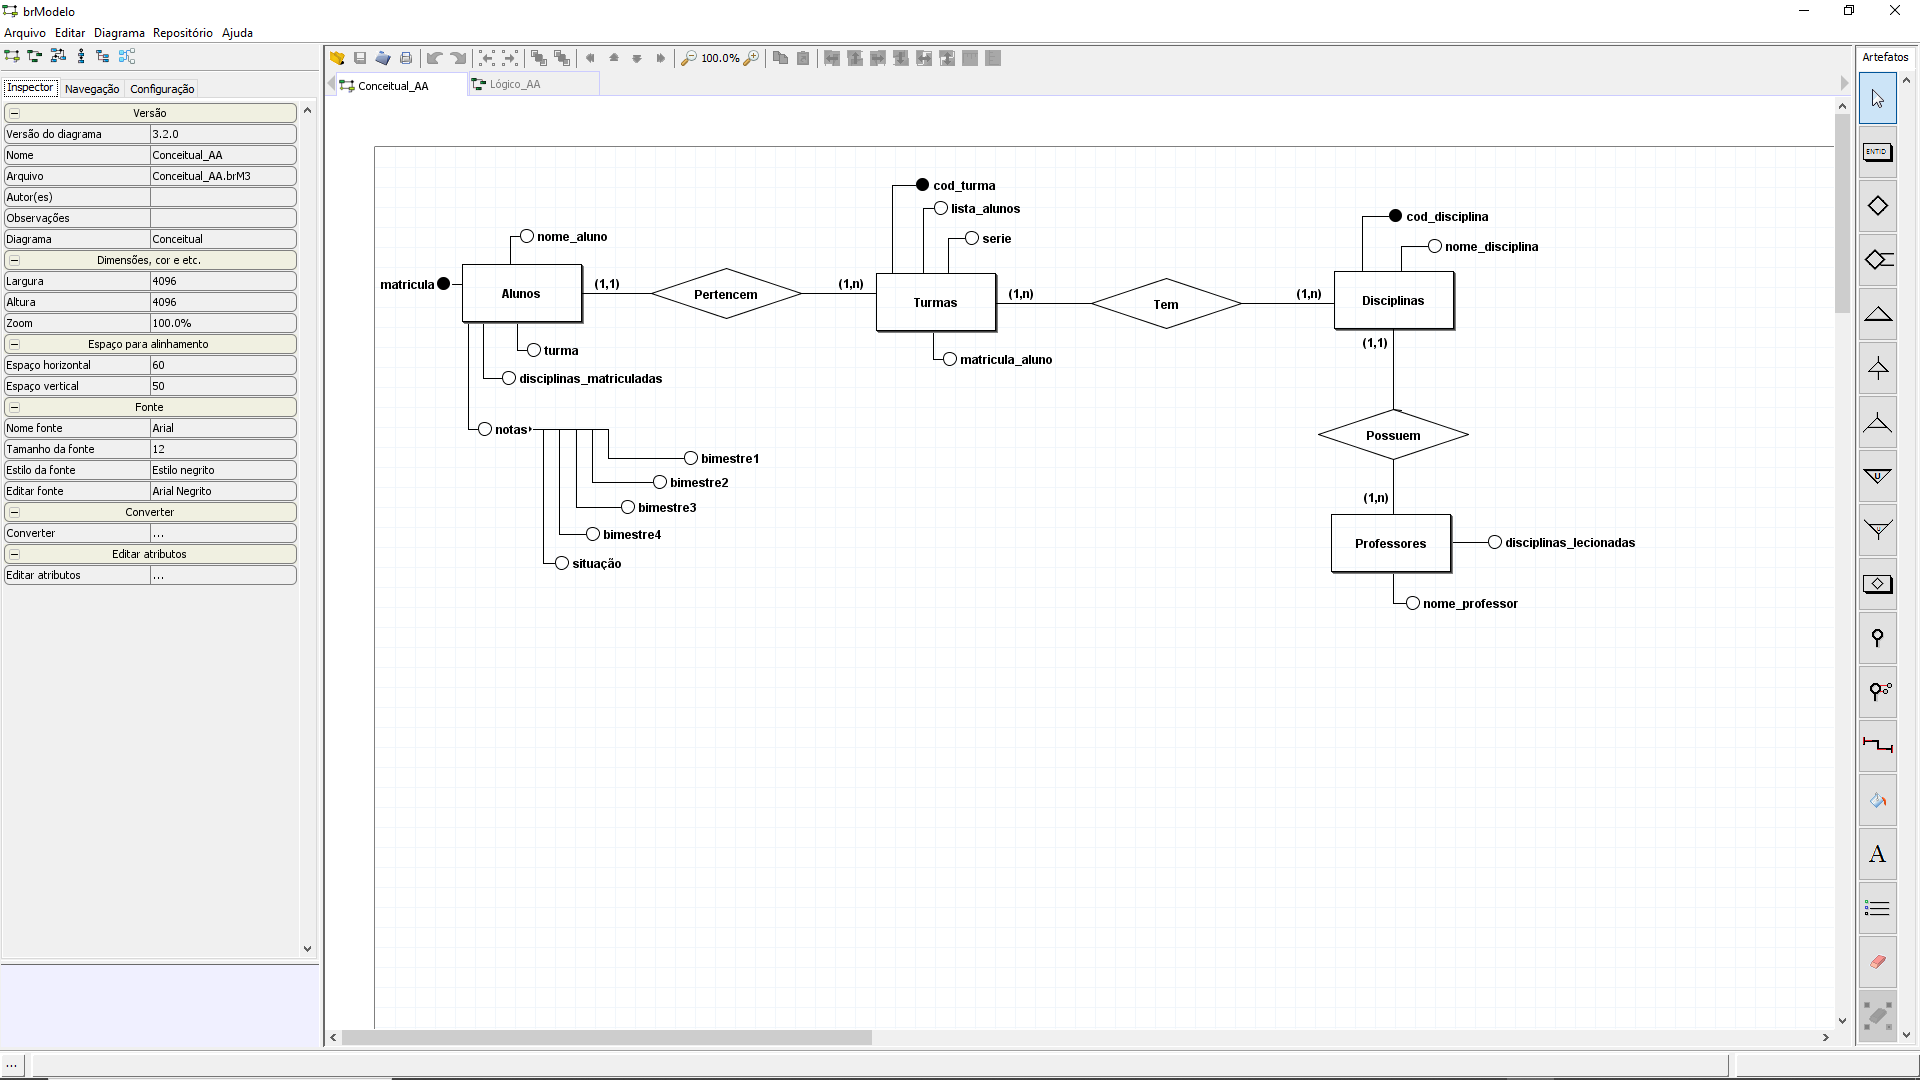 brModelo
Arquivo Editar Diagrama Repositório Ajuda
100.0%
Artefatos
Inspector Navegação Configuração
Conceitual_AA Lógico_AA
Versão
Versão do diagrama 3.2.0
Nome Conceitual_AA
Arquivo Conceitual_AA.brM3
Autor(es)
Observações
Diagrama Conceitual
Dimensões, cor e etc.
Largura 4096
Altura 4096
Zoom 100.0%
Espaço para alinhamento
Espaço horizontal 60
Espaço vertical 50
Fonte
Nome fonte Arial
Tamanho da fonte 12
Estilo da fonte Estilo negrito
Editar fonte Arial Negrito
Converter
Converter ...
Editar atributos
Editar atributos ...
nome_aluno
matricula
Alunos
(1,1)
Pertencem
(1,n)
turma
disciplinas_matriculadas
notas
bimestre1
bimestre2
bimestre3
bimestre4
situação
cod_turma
lista_alunos
serie
Turmas
(1,n)
Tem
(1,n)
matricula_aluno
cod_disciplina
nome_disciplina
Disciplinas
(1,1)
Possuem
(1,n)
Professores
disciplinas_lecionadas
nome_professor
ENTID
A
...